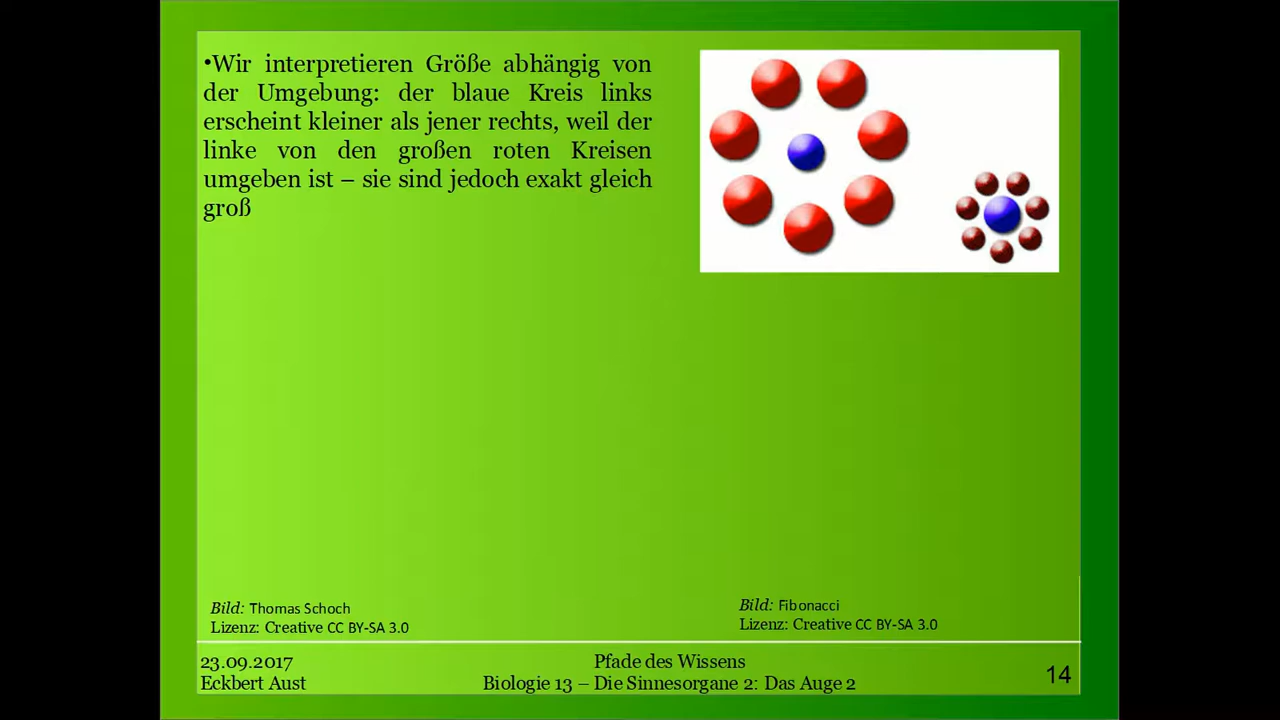 •Wir interpretieren Größe abhängig von
der Umgebung: der blaue Kreis links
erscheint kleiner als jener rechts, weil der
linke von den großen roten Kreisen
umgeben ist – sie sind jedoch exakt gleich
groß
Bild: Thomas Schoch
Lizenz: Creative CC BY-SA 3.0
Bild: Fibonacci
Lizenz: Creative CC BY-SA 3.0
23.09.2017
Eckbert Aust
Pfade des Wissens
Biologie 13 – Die Sinnesorgane 2: Das Auge 2
14